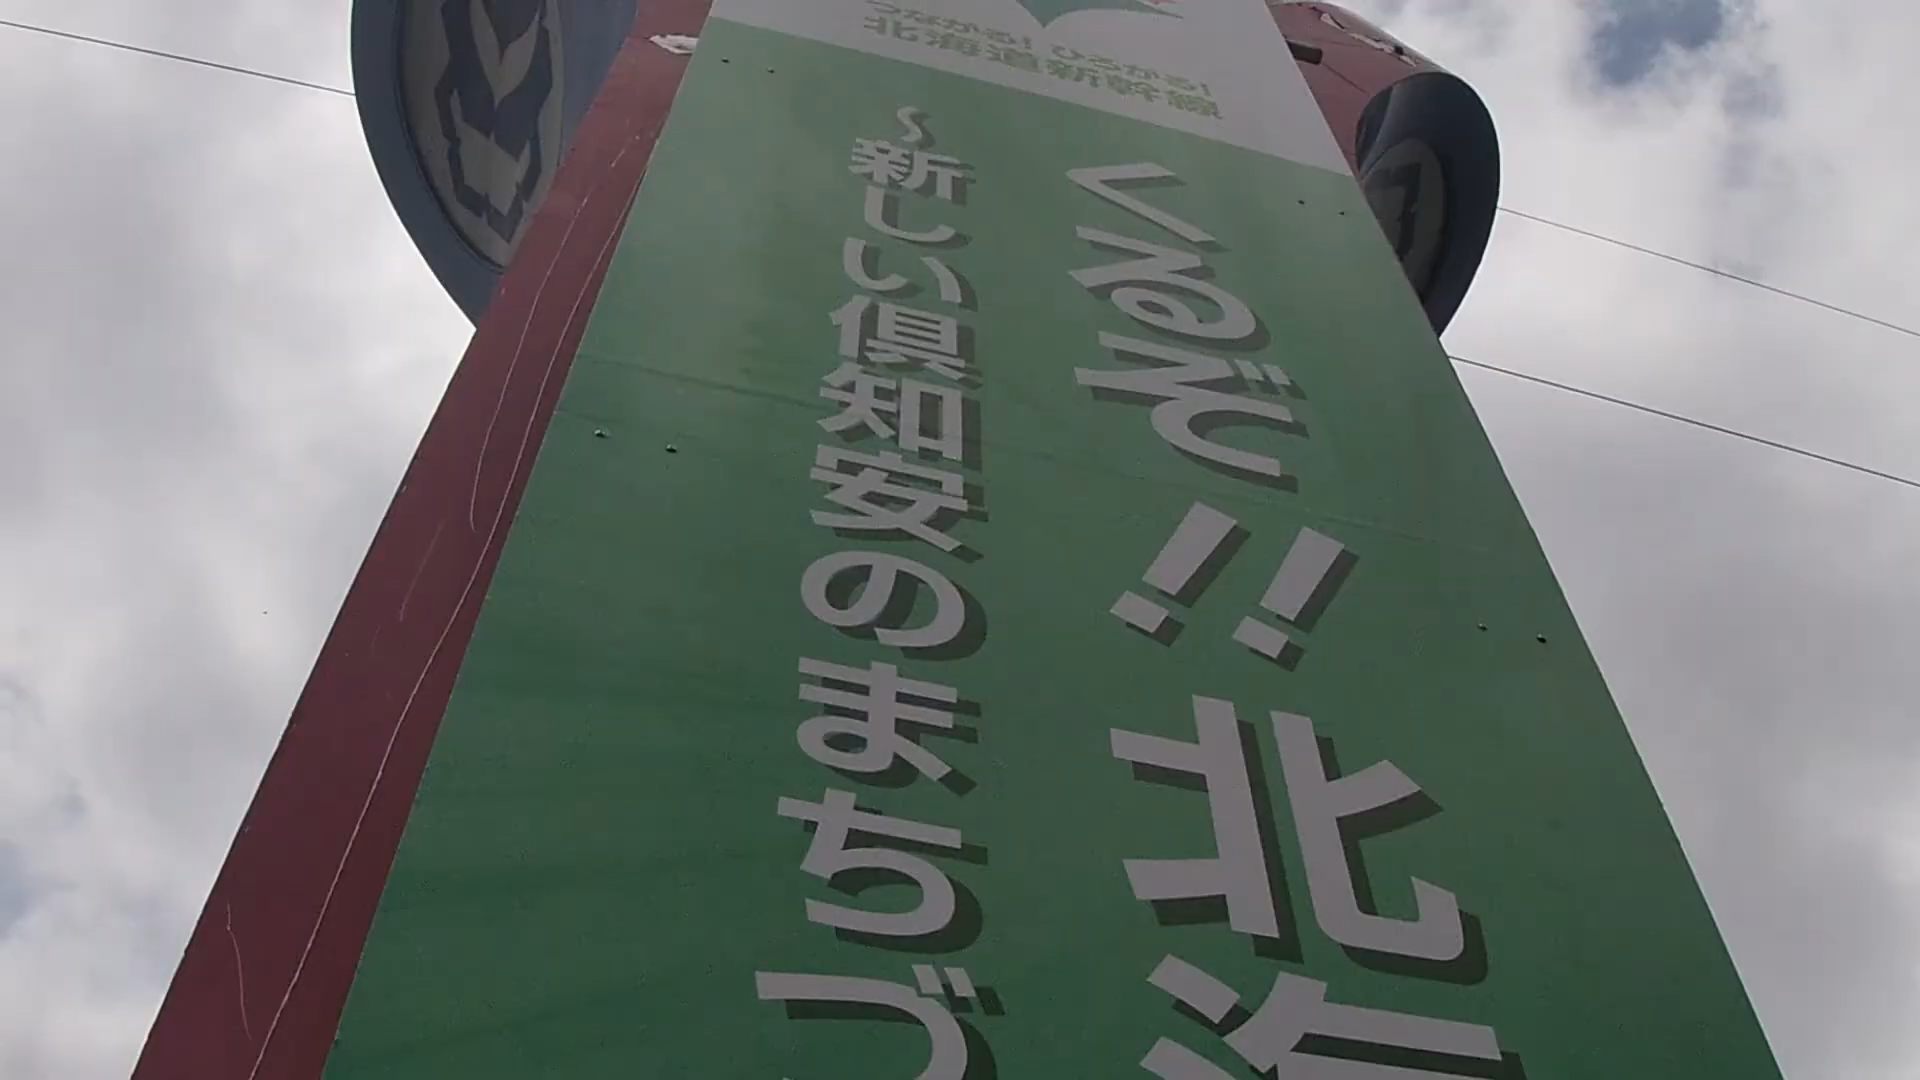 つながる！ひろがる！
北海道新幹線
くるぞ!!北海
～新しい倶知安のまちづ